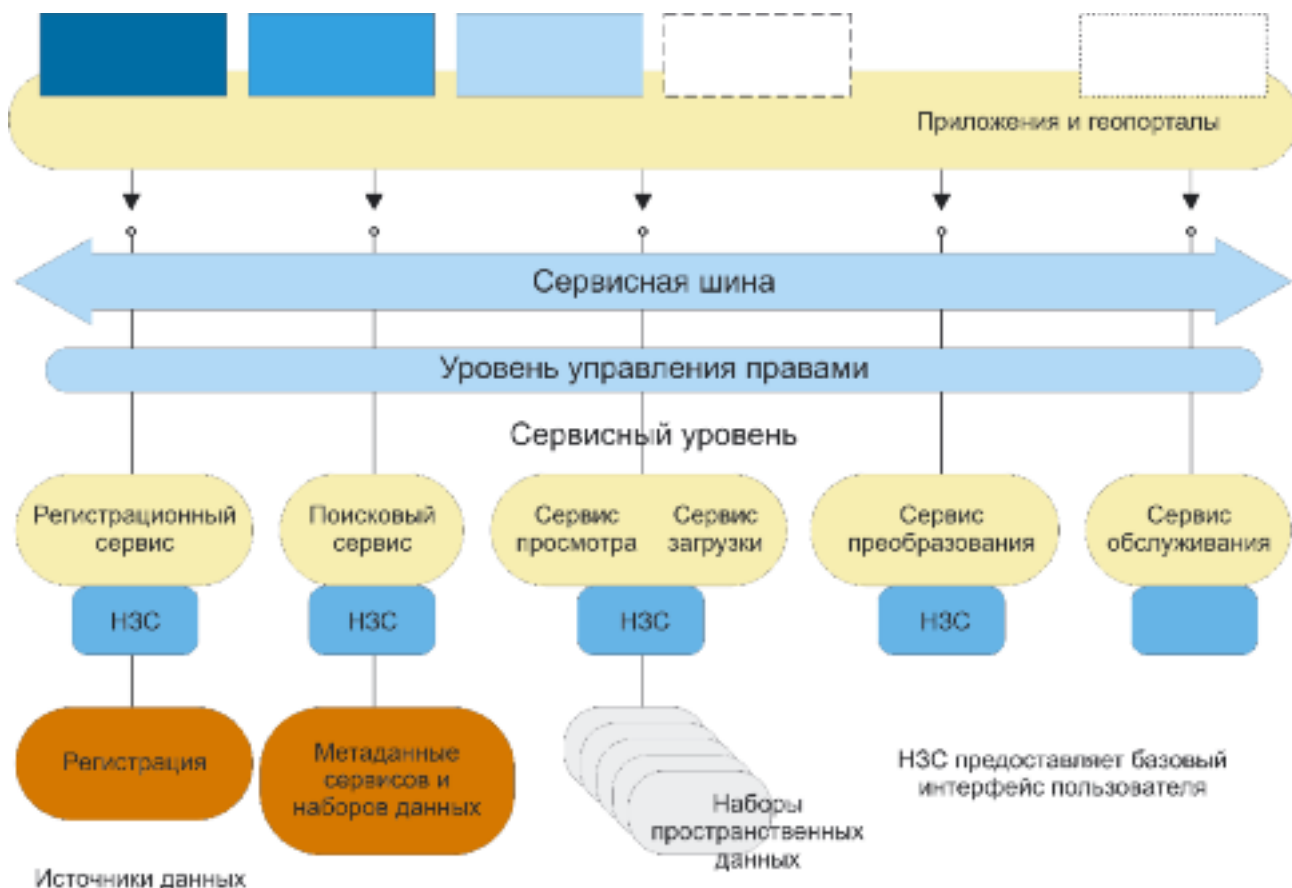 Приложения и геопорталы
Сервисная шина
Уровень управления правами
Сервисный уровень
Регистрационный
сервис
Поисковый
сервис
Сервис
просмотра
Сервис
загрузки
Сервис
преобразования
Сервис
обслуживания
НЗС
НЗС
НЗС
НЗС
Регистрация
Метаданные
сервисов и
наборов данных
Наборы
пространственных
данных
НЗС предоставляет базовый
интерфейс пользователя
Источники данных